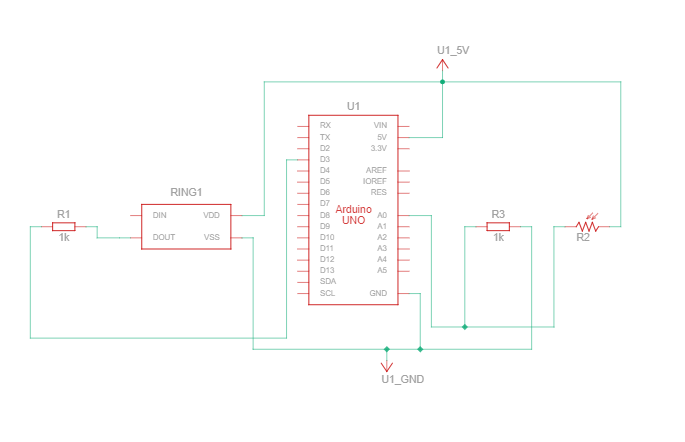 U1_5V
U1
RX VIN
TX 5V
D2 3.3V
D3
D4 AREF
D5 IOREF
D6 RES
D7
D8 A0
D9 A1
D10 A2
D11 A3
D12 A4
D13 A5
SDA
SCL GND
Arduino
UNO
RING1
DIN VDD
DOUT VSS
R1
1k
R3
1k
R2
U1_GND